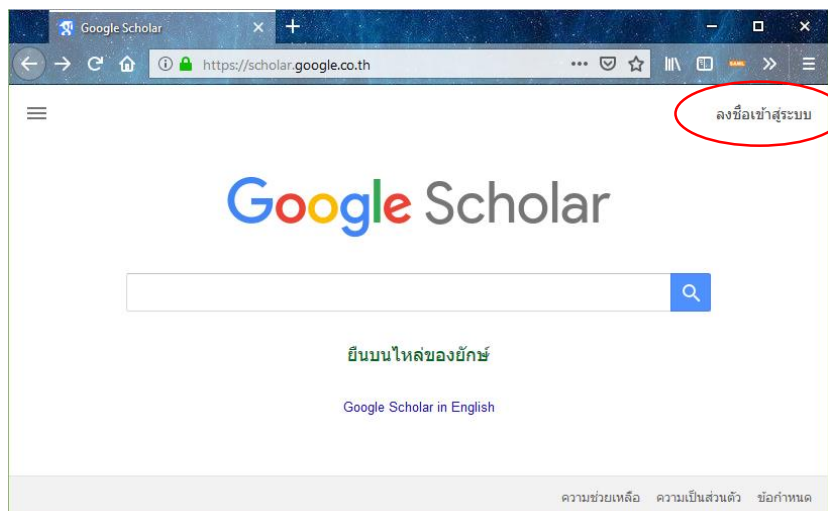 Google Scholar
https://scholar.google.co.th
ลงชื่อเข้าสู่ระบบ
Google Scholar
ยืนบนไหล่ของยักษ์
Google Scholar in English
ความช่วยเหลือ ความเป็นส่วนตัว ข้อกำหนด